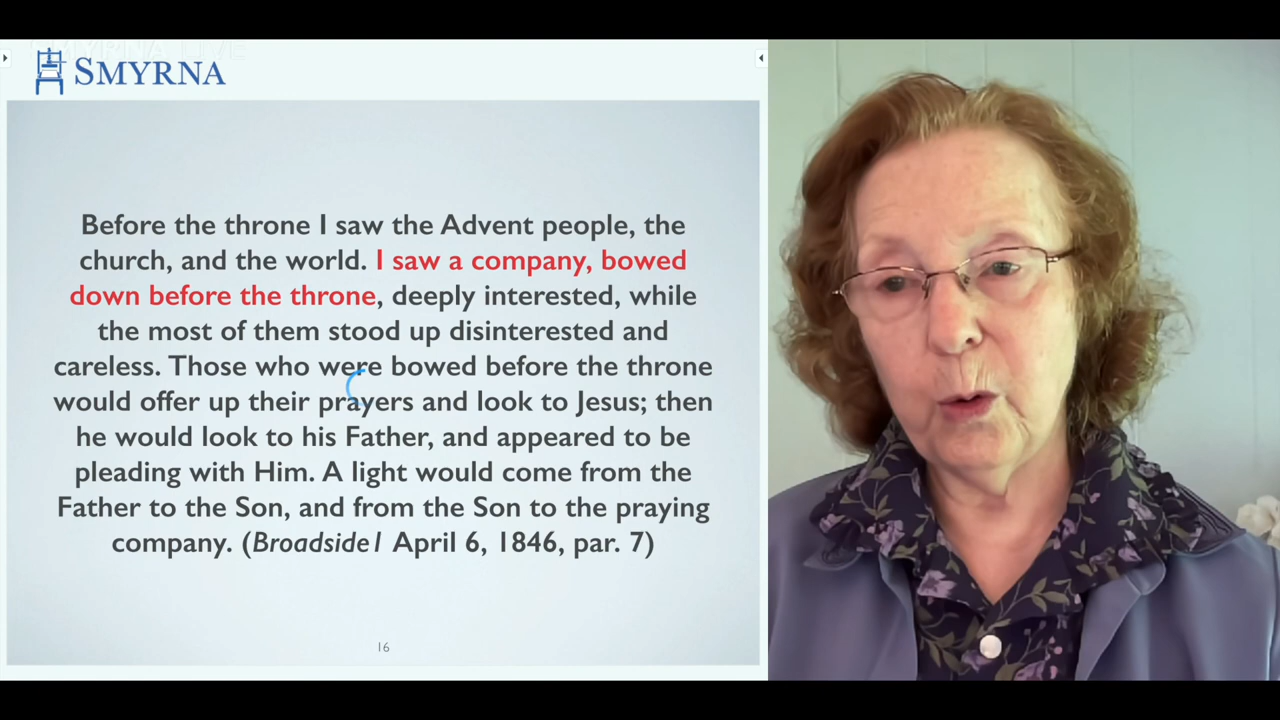 SMYRNA LIVE
SMYRNA
Before the throne I saw the Advent people, the
church, and the world. I saw a company, bowed
down before the throne, deeply interested, while
the most of them stood up disinterested and
careless. Those who were bowed before the throne
would offer up their prayers and look to Jesus; then
he would look to his Father, and appeared to be
pleading with Him. A light would come from the
Father to the Son, and from the Son to the praying
company. (Broadside1 April 6, 1846, par. 7)
16